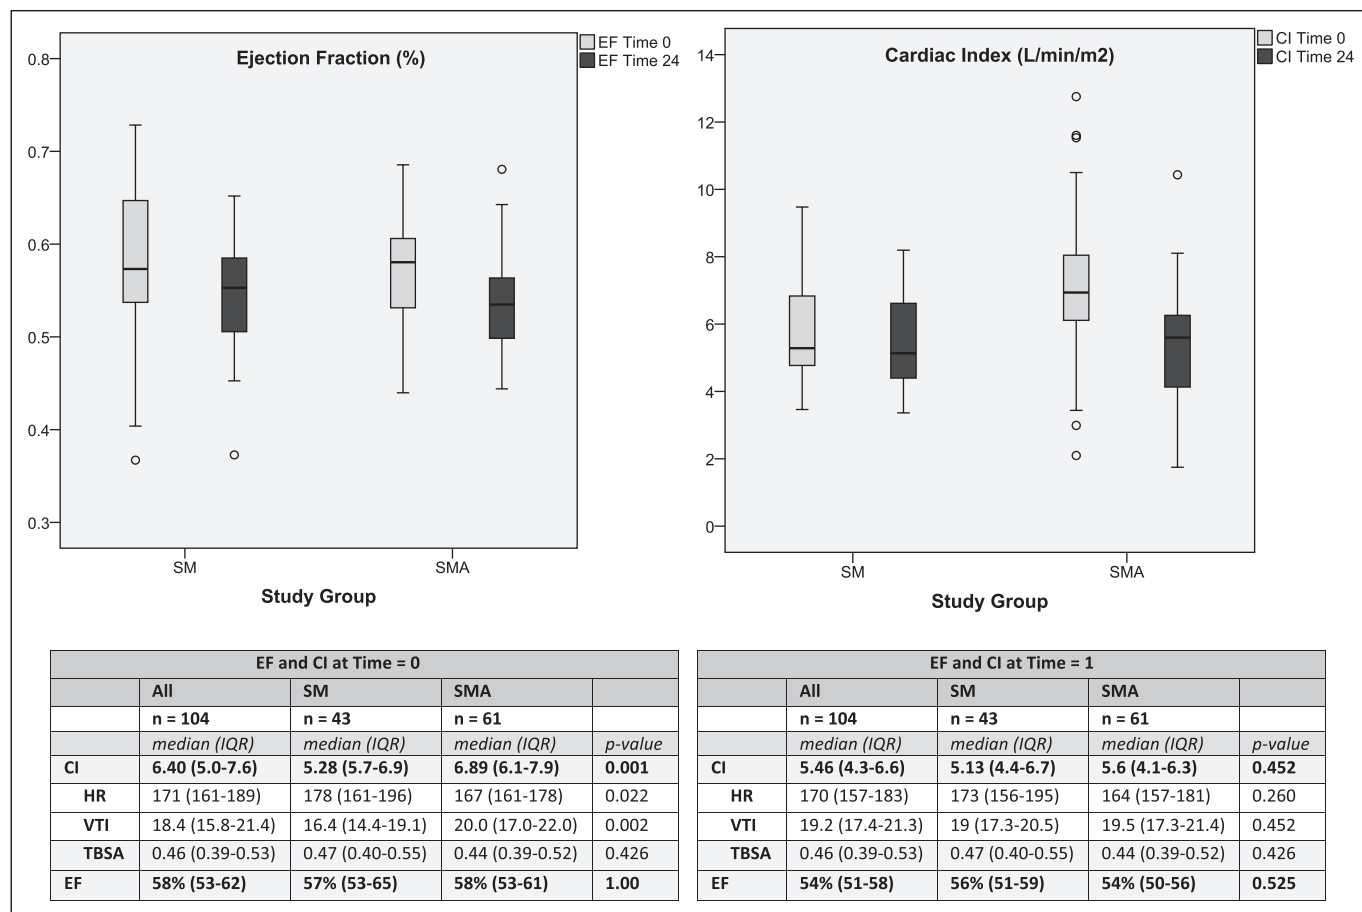 Ejection Fraction (%)
EF Time 0
EF Time 24
0.8
0.7
0.6
0.5
0.4
0.3
SM
SMA
Study Group
Cardiac Index (L/min/m2)
CI Time 0
CI Time 24
14
12
10
8
6
4
2
0
SM
SMA
Study Group
EF and CI at Time = 0
All SM SMA
n = 104 n = 43 n = 61
median (IQR) median (IQR) median (IQR) p-value
CI 6.40 (5.0-7.6) 5.28 (5.7-6.9) 6.89 (6.1-7.9) 0.001
HR 171 (161-189) 178 (161-196) 167 (161-178) 0.022
VTI 18.4 (15.8-21.4) 16.4 (14.4-19.1) 20.0 (17.0-22.0) 0.002
TBSA 0.46 (0.39-0.53) 0.47 (0.40-0.55) 0.44 (0.39-0.52) 0.426
EF 58% (53-62) 57% (53-65) 58% (53-61) 1.00
EF and CI at Time = 1
All SM SMA
n = 104 n = 43 n = 61
median (IQR) median (IQR) median (IQR) p-value
CI 5.46 (4.3-6.6) 5.13 (4.4-6.7) 5.6 (4.1-6.3) 0.452
HR 170 (157-183) 173 (156-195) 164 (157-181) 0.260
VTI 19.2 (17.4-21.3) 19 (17.3-20.5) 19.5 (17.3-21.4) 0.452
TBSA 0.46 (0.39-0.53) 0.47 (0.40-0.55) 0.44 (0.39-0.52) 0.426
EF 54% (51-58) 56% (51-59) 54% (50-56) 0.525